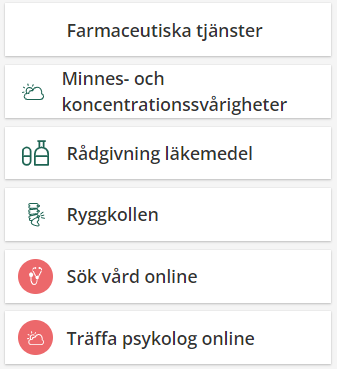 Farmaceutiska tjänster
Minnes- och
koncentrationssvårigheter
Rådgivning läkemedel
Ryggkollen
Sök vård online
Träffa psykolog online